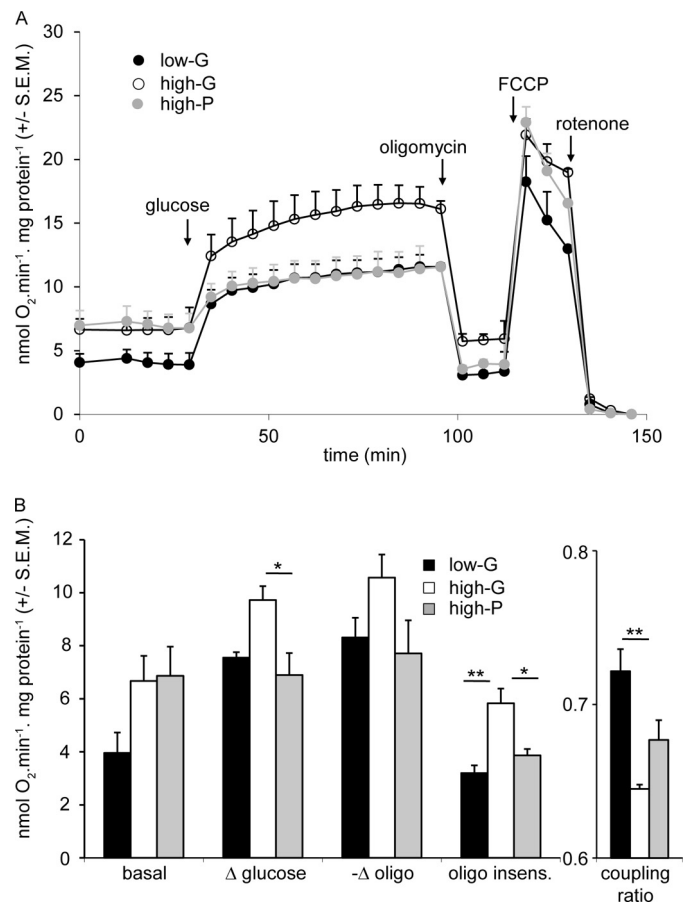 A
nmol O₂.min⁻¹. mg protein⁻¹ (+/- S.E.M.)
30
25
20
15
10
5
0
low-G
high-G
high-P
glucose
oligomycin
FCCP
rotenone
0
50
100
150
time (min)
B
nmol O₂.min⁻¹. mg protein⁻¹ (+/- S.E.M.)
12
10
8
6
4
2
0
low-G
high-G
high-P
*
**
*
basal
Δ glucose
-Δ oligo
oligo insens.
0.8
0.7
0.6
**
coupling
ratio